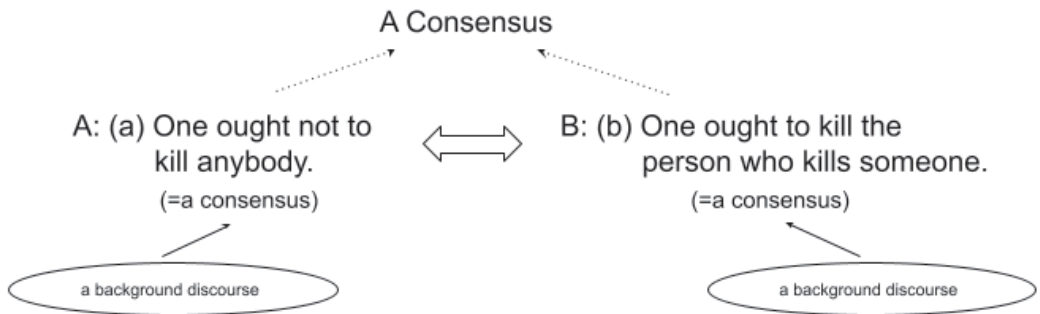 A Consensus
A: (a) One ought not to
kill anybody.
(=a consensus)
B: (b) One ought to kill the
person who kills someone.
(=a consensus)
a background discourse
a background discourse